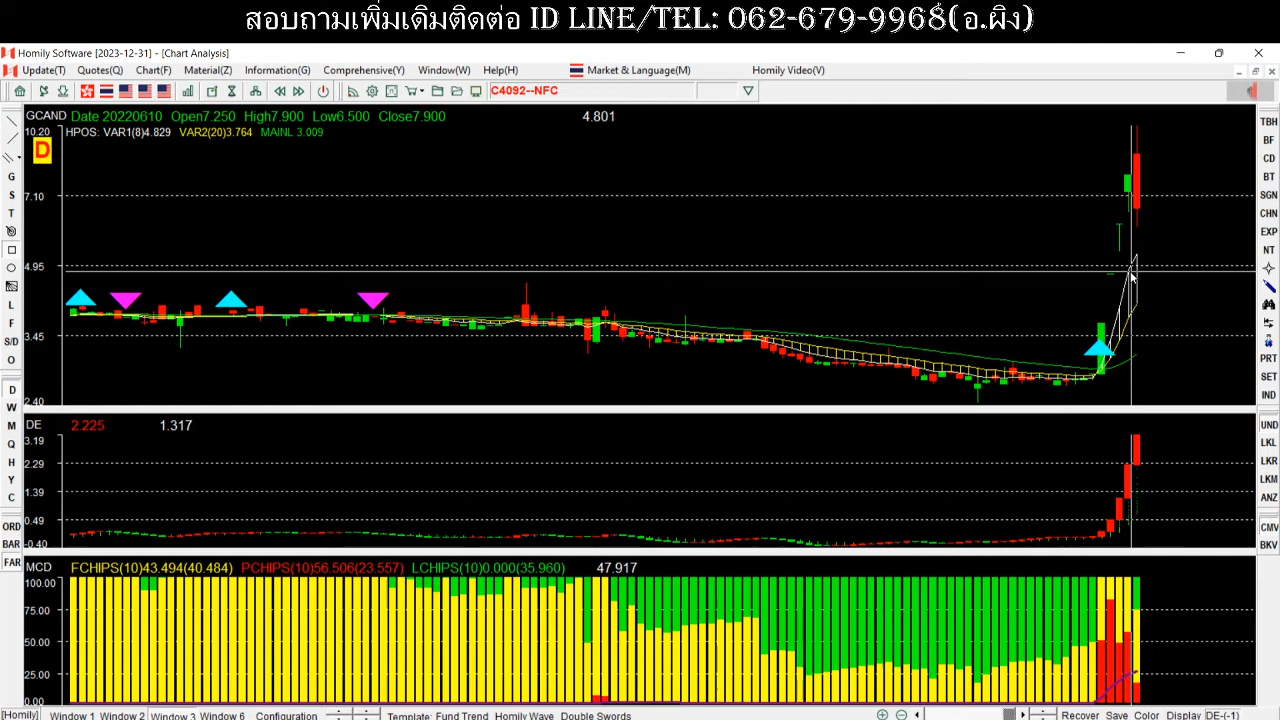 สอบถามเพิ่มเติมติดต่อ ID LINE/TEL: 062-679-9968(อ.ผิง)
Homily Software [2023-12-31] - [Chart Analysis]
Update(T) Quotes(Q) Chart(F) Material(Z) Information(G) Comprehensive(Y) Window(W) Help(H) Market & Language(M) Homily Video(V)
C4092--NFC
GCAND Date 20220610 Open7.250 High7.900 Low6.500 Close7.900 4.801
10.20 HPOS: VAR1(8)4.829 VAR2(20)3.764 MAINL 3.009
D
7.10
4.95
3.45
2.40
DE 2.225 1.317
3.19
2.29
1.39
0.49
-0.40
MCD FCHIPS(10)43.494(40.484) PCHIPS(10)56.506(23.557) LCHIPS(10)0.000(35.960) 47.917
100.00
75.00
50.00
25.00
0.00
G
S
T
L
F
S/D
O
D
W
M
Q
H
Y
C
ORD
BAR
FAR
TBH
BF
CD
BT
SGN
CHN
EXP
NT
PRT
SET
IND
UND
LKL
LKR
LKM
ANZ
CMV
BKV
[Homily] Window 1 Window 2 Window 3 Window 6 Configuration Template: Fund Trend Homily Wave Double Swords Recover Save Color Display DE-(-1)